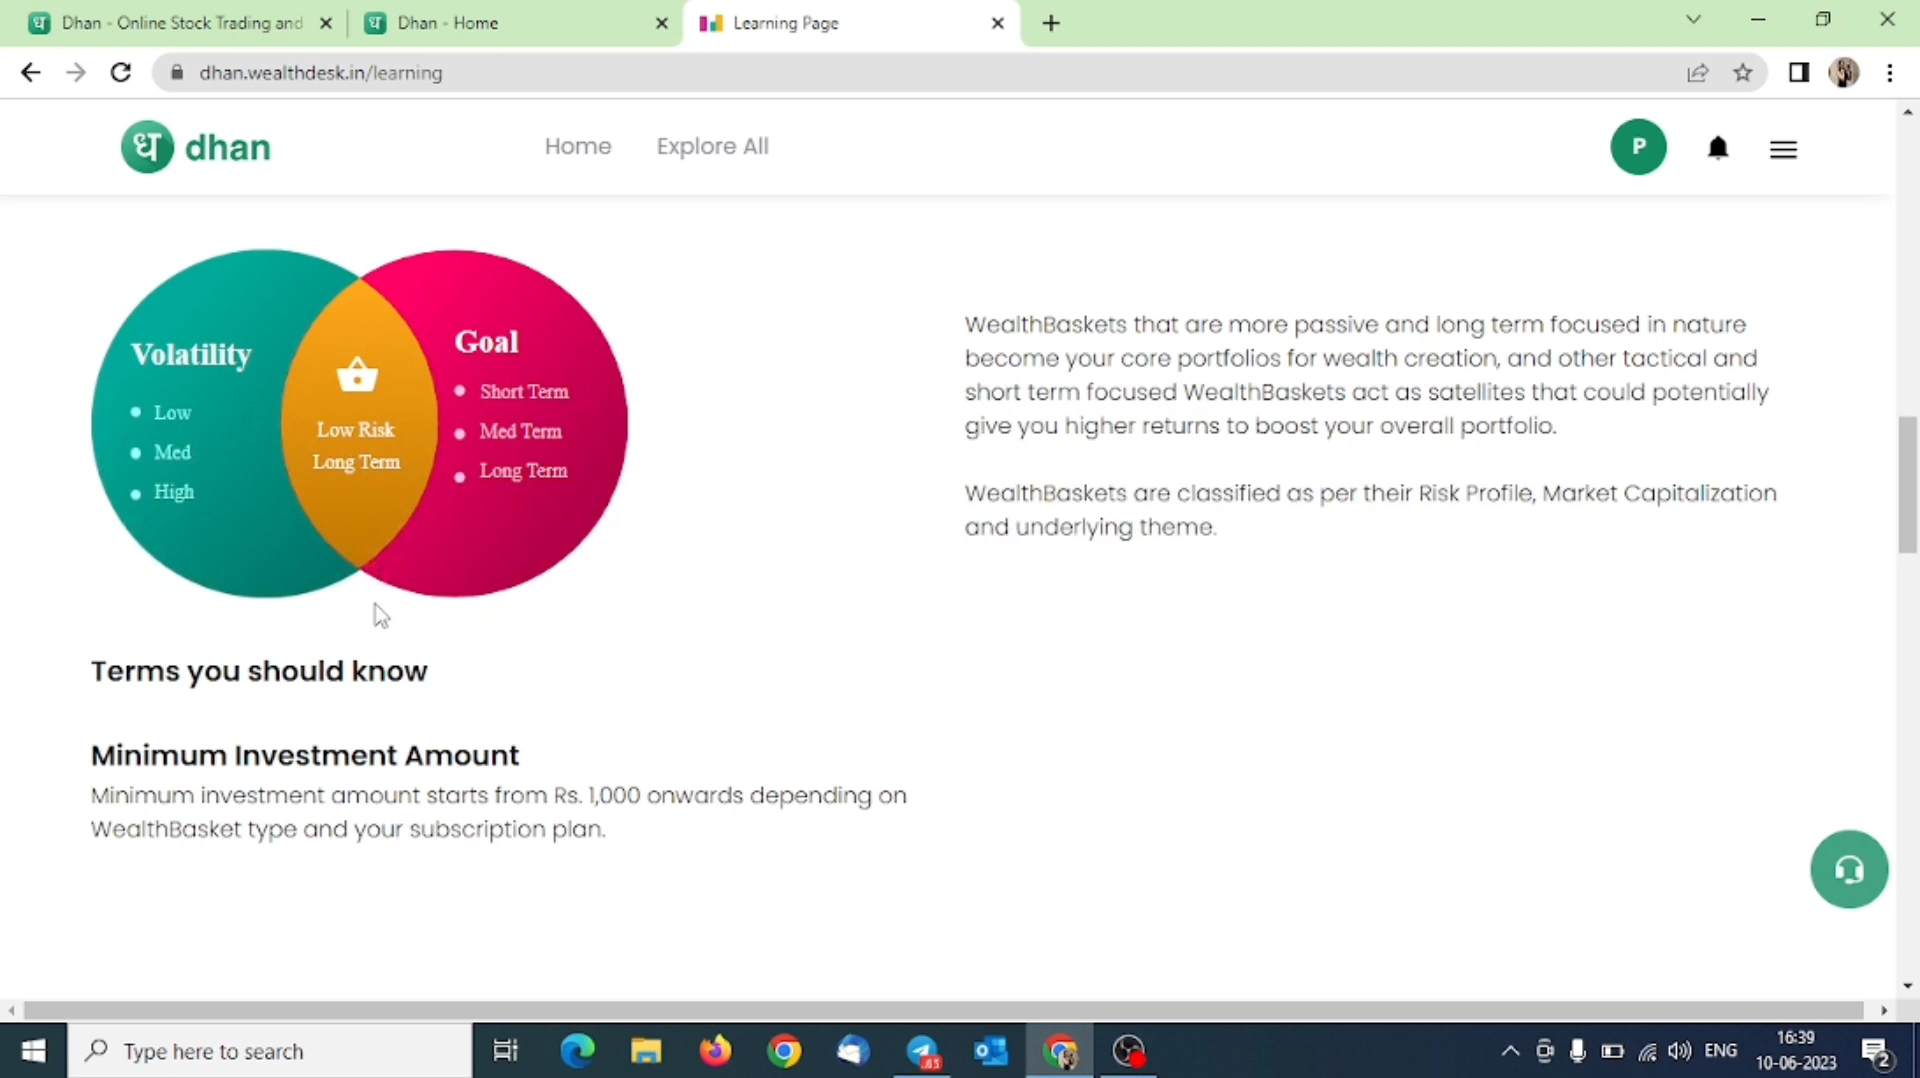 Dhan - Online Stock Trading and
Dhan - Home
Learning Page
dhan.wealthdesk.in/learning
ध dhan
Home
Explore All
P
Volatility
Low
Med
High
Low Risk
Long Term
Goal
Short Term
Med Term
Long Term
WealthBaskets that are more passive and long term focused in nature
become your core portfolios for wealth creation, and other tactical and
short term focused WealthBaskets act as satellites that could potentially
give you higher returns to boost your overall portfolio.
WealthBaskets are classified as per their Risk Profile, Market Capitalization
and underlying theme.
Terms you should know
Minimum Investment Amount
Minimum investment amount starts from Rs. 1,000 onwards depending on
WealthBasket type and your subscription plan.
Type here to search
ENG
16:39
10-06-2023
2